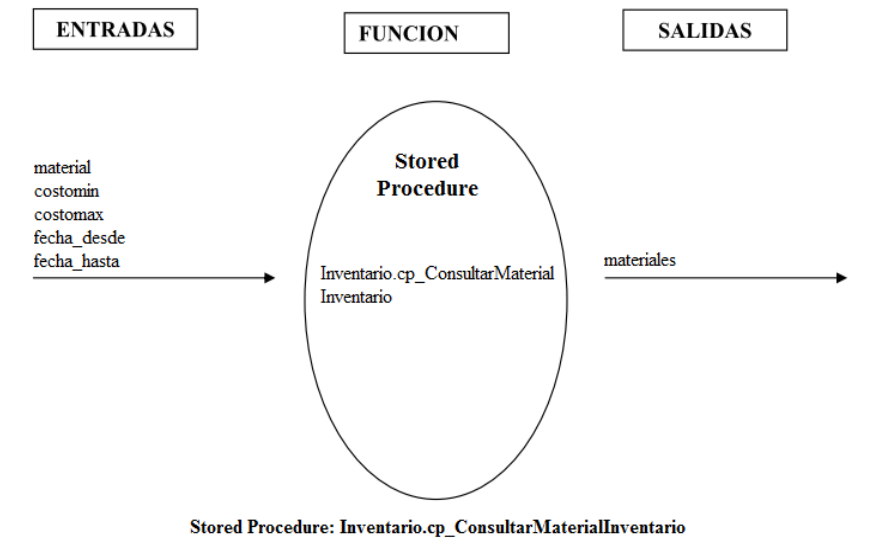 ENTRADAS
FUNCION
SALIDAS
material
costomin
costomax
fecha_desde
fecha_hasta
Stored
Procedure
Inventario.cp_ConsultarMaterial
Inventario
materiales
Stored Procedure: Inventario.cp_ConsultarMaterialInventario